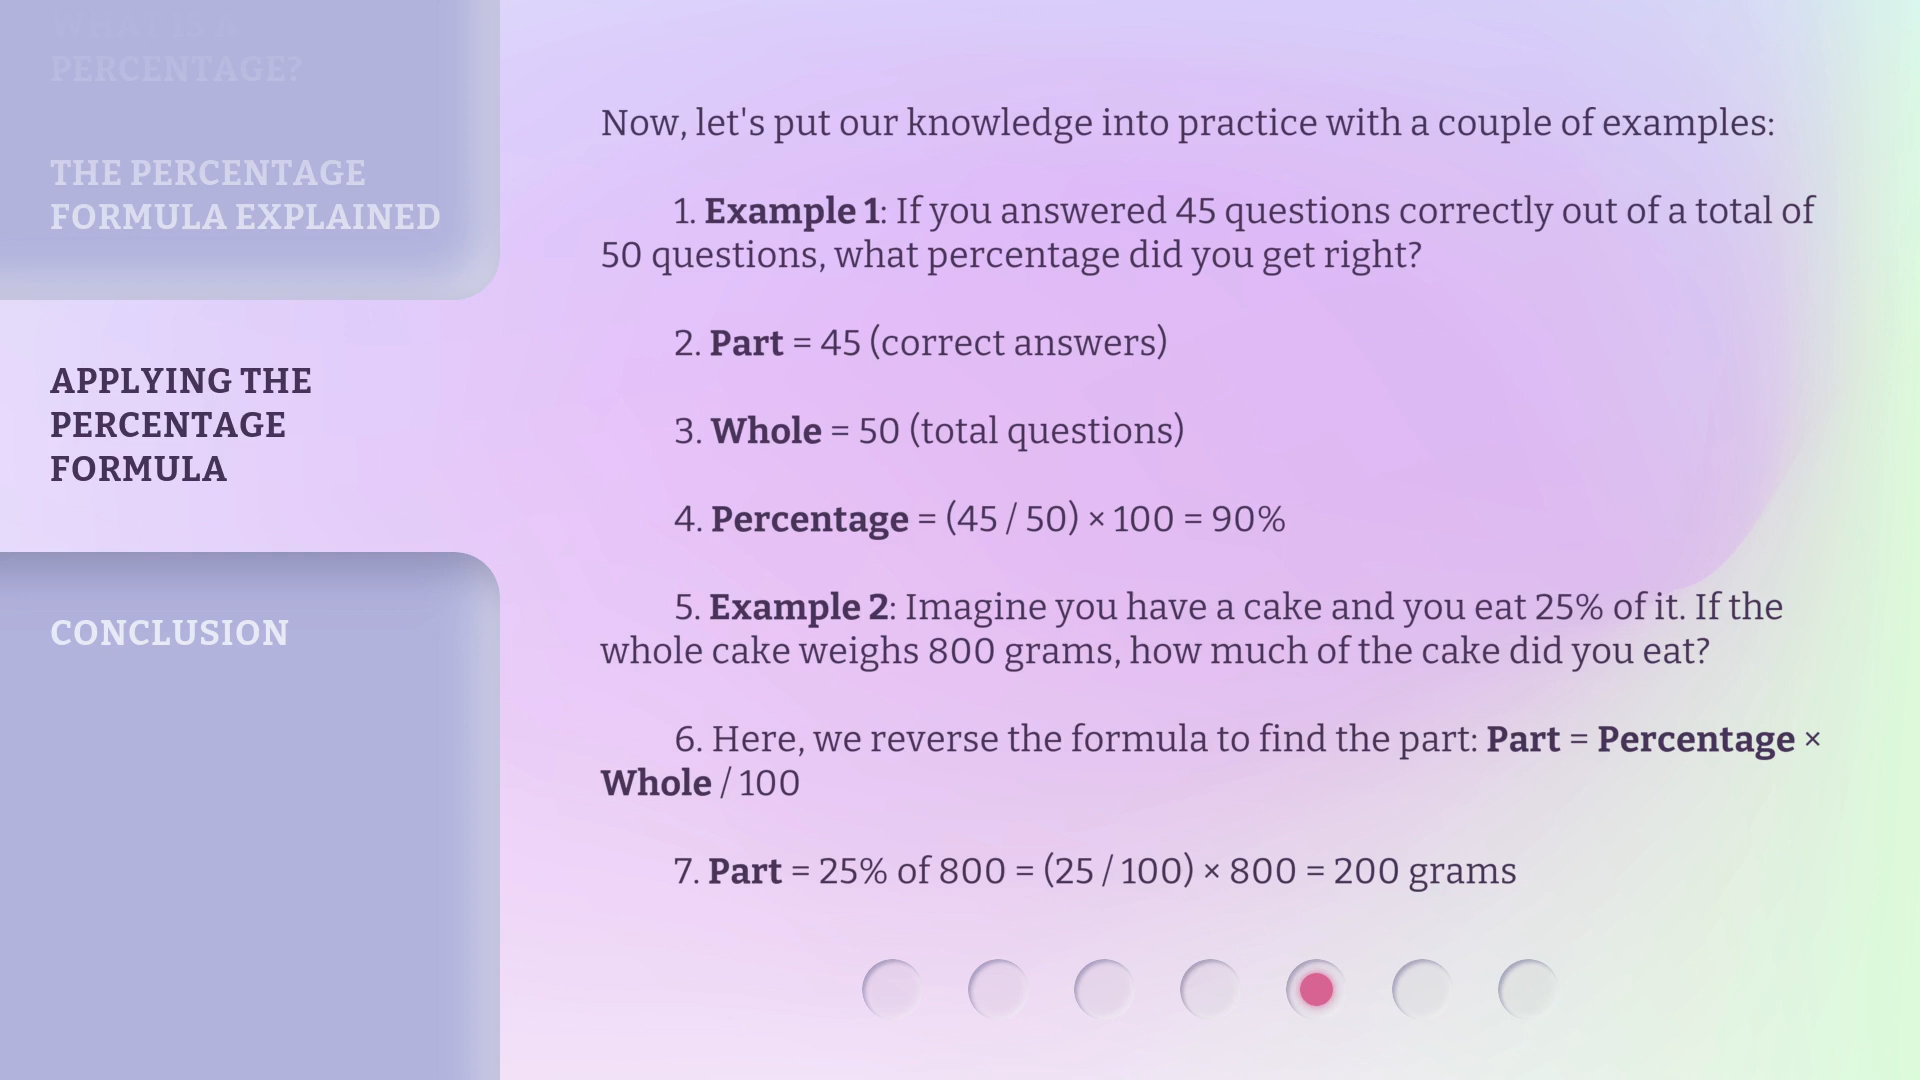 WHAT IS A
PERCENTAGE?
THE PERCENTAGE
FORMULA EXPLAINED
APPLYING THE
PERCENTAGE
FORMULA
CONCLUSION
Now, let's put our knowledge into practice with a couple of examples:
1. Example 1: If you answered 45 questions correctly out of a total of
50 questions, what percentage did you get right?
2. Part = 45 (correct answers)
3. Whole = 50 (total questions)
4. Percentage = (45 / 50) × 100 = 90%
5. Example 2: Imagine you have a cake and you eat 25% of it. If the
whole cake weighs 800 grams, how much of the cake did you eat?
6. Here, we reverse the formula to find the part: Part = Percentage ×
Whole / 100
7. Part = 25% of 800 = (25 / 100) × 800 = 200 grams